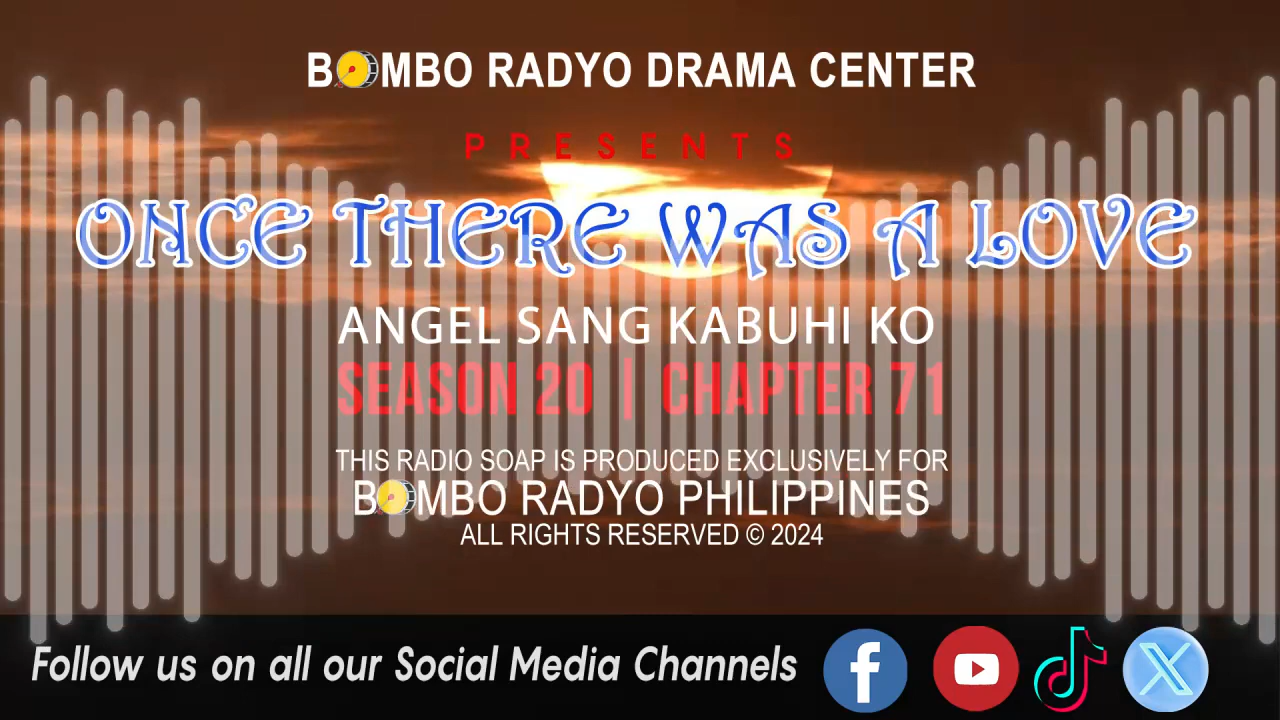 BOMBO RADYO DRAMA CENTER
PRESENTS
ONCE THERE WAS A LOVE
ANGEL SANG KABUHI KO
SEASON 20 | CHAPTER 71
THIS RADIO SOAP IS PRODUCED EXCLUSIVELY FOR
BOMBO RADYO PHILIPPINES
ALL RIGHTS RESERVED © 2024
Follow us on all our Social Media Channels